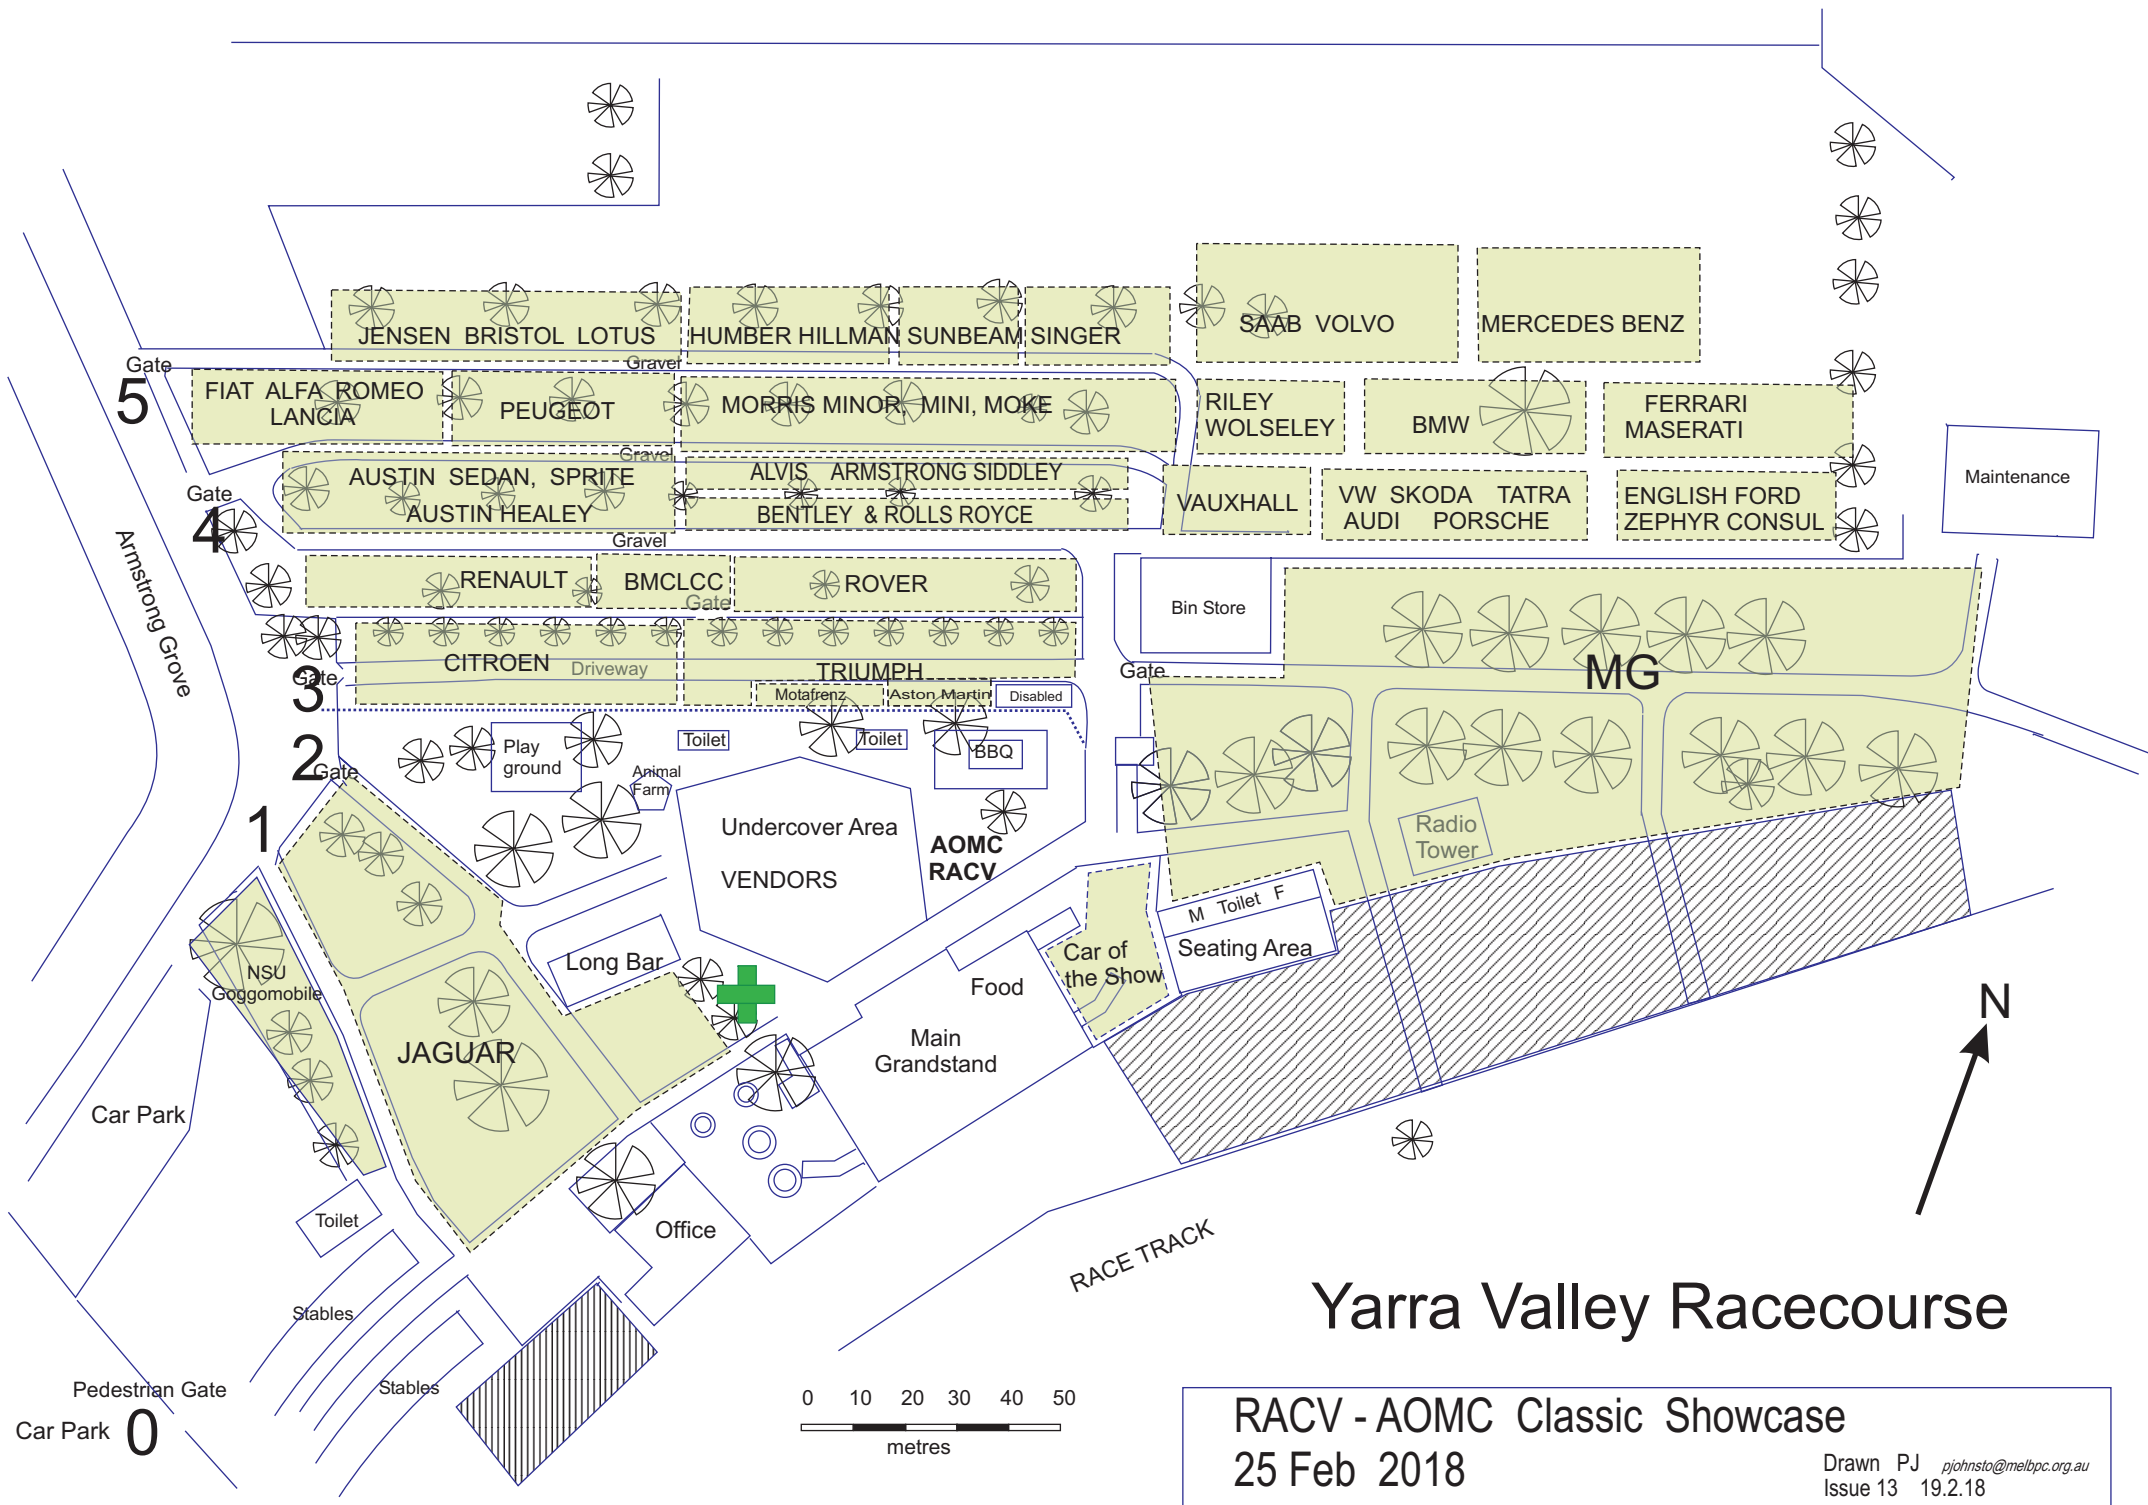 JENSEN BRISTOL LOTUS
HUMBER HILLMAN
SUNBEAM
SINGER
SAAB VOLVO
MERCEDES BENZ
Gravel
Gate
5
FIAT ALFA ROMEO
LANCIA
PEUGEOT
MORRIS MINOR, MINI, MOKE
RILEY
WOLSELEY
BMW
FERRARI
MASERATI
Gravel
AUSTIN SEDAN, SPRITE
AUSTIN HEALEY
ALVIS ARMSTRONG SIDDLEY
BENTLEY & ROLLS ROYCE
VAUXHALL
VW SKODA TATRA
AUDI PORSCHE
ENGLISH FORD
ZEPHYR CONSUL
Maintenance
Gate
4
Gravel
Armstrong Grove
RENAULT
BMCLCC
Gate
ROVER
Bin Store
CITROEN
Driveway
TRIUMPH
Gate
MG
Gate
3
Motafrenz
Aston Martin
Disabled
2
Gate
Play
ground
Toilet
Toilet
BBQ
Animal
Farm
1
Undercover Area
VENDORS
AOMC
RACV
Radio
Tower
M Toilet F
Seating Area
Car of
the Show
Long Bar
NSU
Goggomobile
Food
Main
Grandstand
JAGUAR
N
Car Park
Toilet
Office
RACE TRACK
Stables
Stables
Yarra Valley Racecourse
Pedestrian Gate
Car Park 0
0 10 20 30 40 50
metres
RACV - AOMC Classic Showcase
25 Feb 2018
Drawn PJ pjohnsto@melbpc.org.au
Issue 13 19.2.18